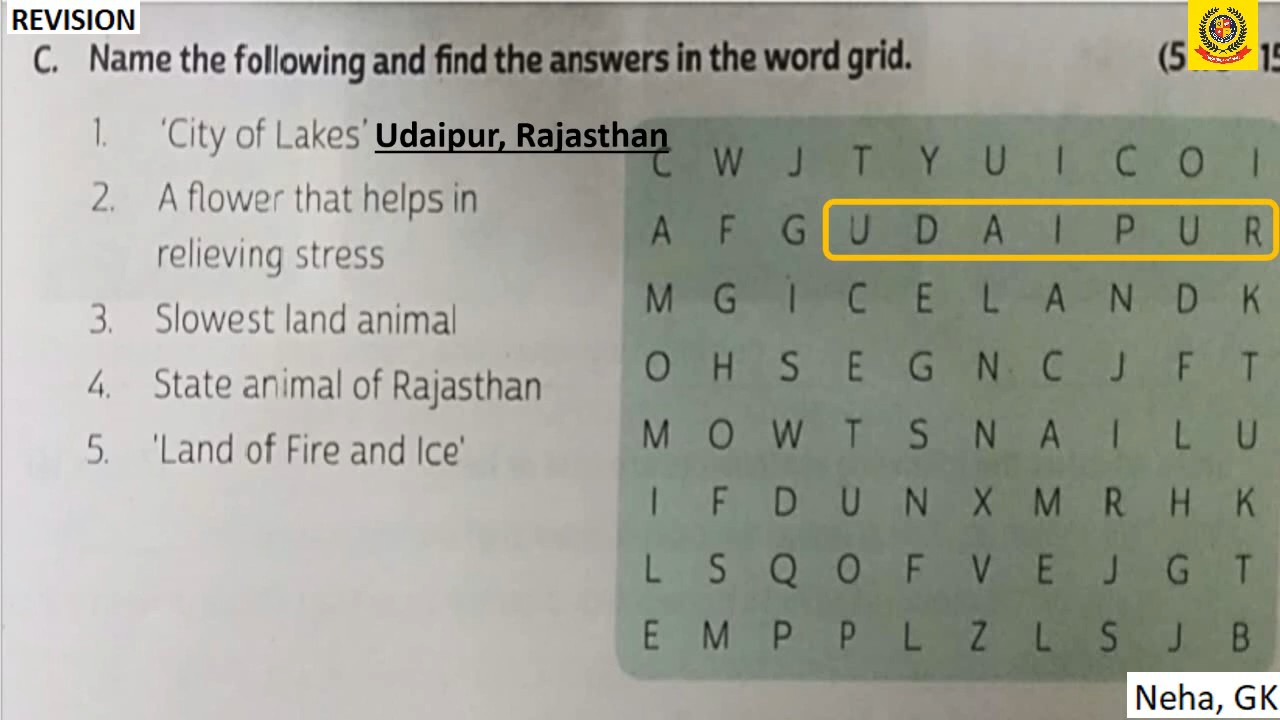 REVISION
C. Name the following and find the answers in the word grid. (5
1. 'City of Lakes' Udaipur, Rajasthan
2. A flower that helps in
relieving stress
3. Slowest land animal
4. State animal of Rajasthan
5. 'Land of Fire and Ice'
C W J T Y U I C O I
A F G U D A I P U R
M G I C E L A N D K
O H S E G N C J F T
M O W T S N A I L U
I F D U N X M R H K
L S Q O F V E J G T
E M P P L Z L S J B
Neha, GK